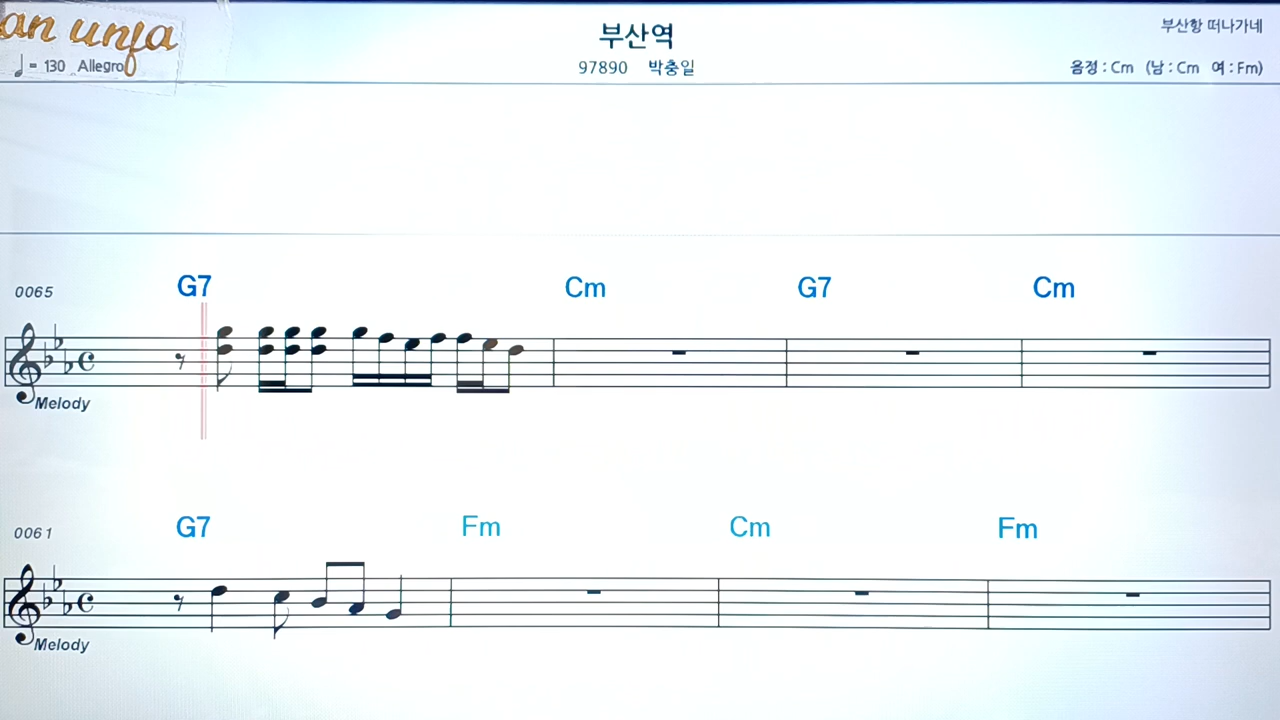 an unfa
부산역
부산항 떠나가네
♩= 130 Allegro
97890 박충일
음정 : Cm (남 : Cm 여 : Fm)
0065 G7 Cm G7 Cm
Melody
0061 G7 Fm Cm Fm
Melody